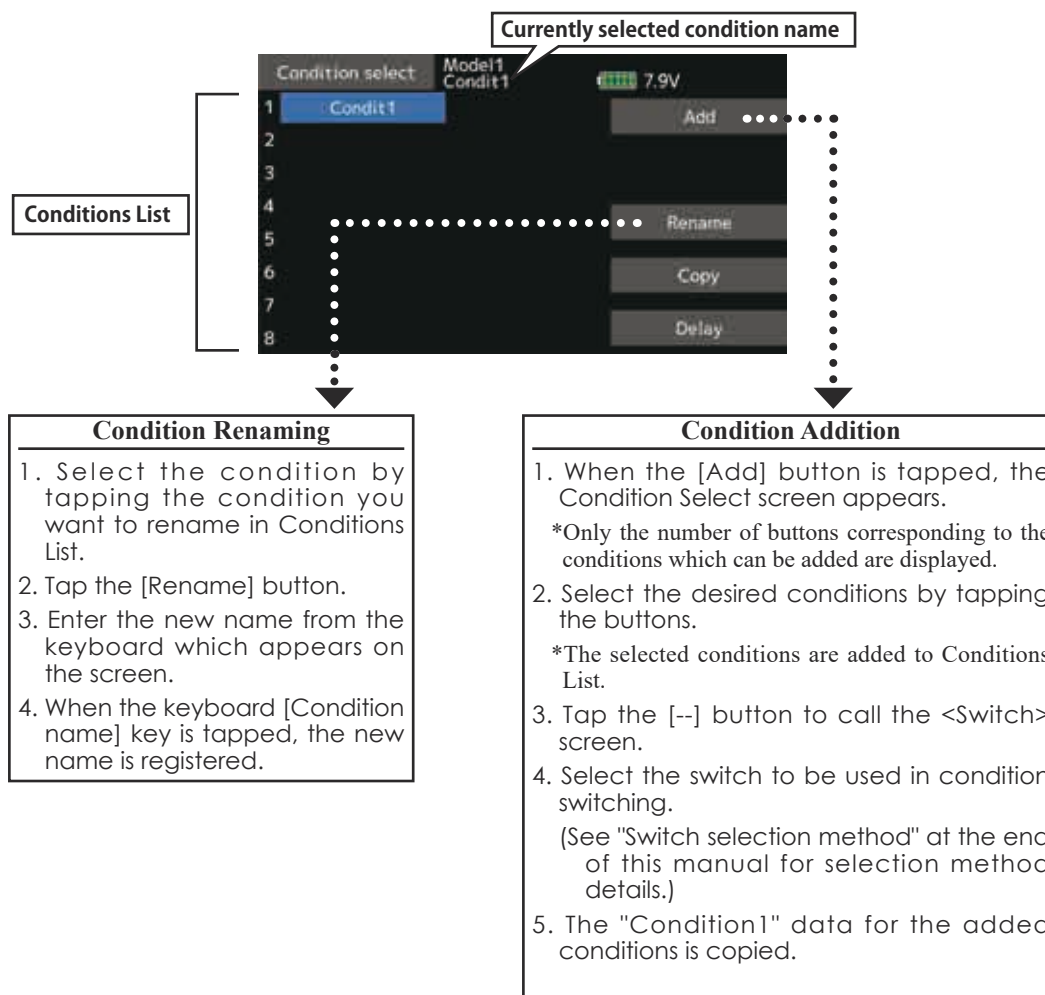 Currently selected condition name
Condition select
Model1
Condit1
7.9V
1 Condit1
Add
2
3
Conditions List
4
Rename
5
6
Copy
7
Delay
8
Condition Renaming
1. Select the condition by
tapping the condition you
want to rename in Conditions
List.
2. Tap the [Rename] button.
3. Enter the new name from the
keyboard which appears on
the screen.
4. When the keyboard [Condition
name] key is tapped, the new
name is registered.
Condition Addition
1. When the [Add] button is tapped, the
Condition Select screen appears.
*Only the number of buttons corresponding to the
conditions which can be added are displayed.
2. Select the desired conditions by tapping
the buttons.
*The selected conditions are added to Conditions
List.
3. Tap the [--] button to call the <Switch>
screen.
4. Select the switch to be used in condition
switching.
(See "Switch selection method" at the end
of this manual for selection method
details.)
5. The "Condition1" data for the added
conditions is copied.